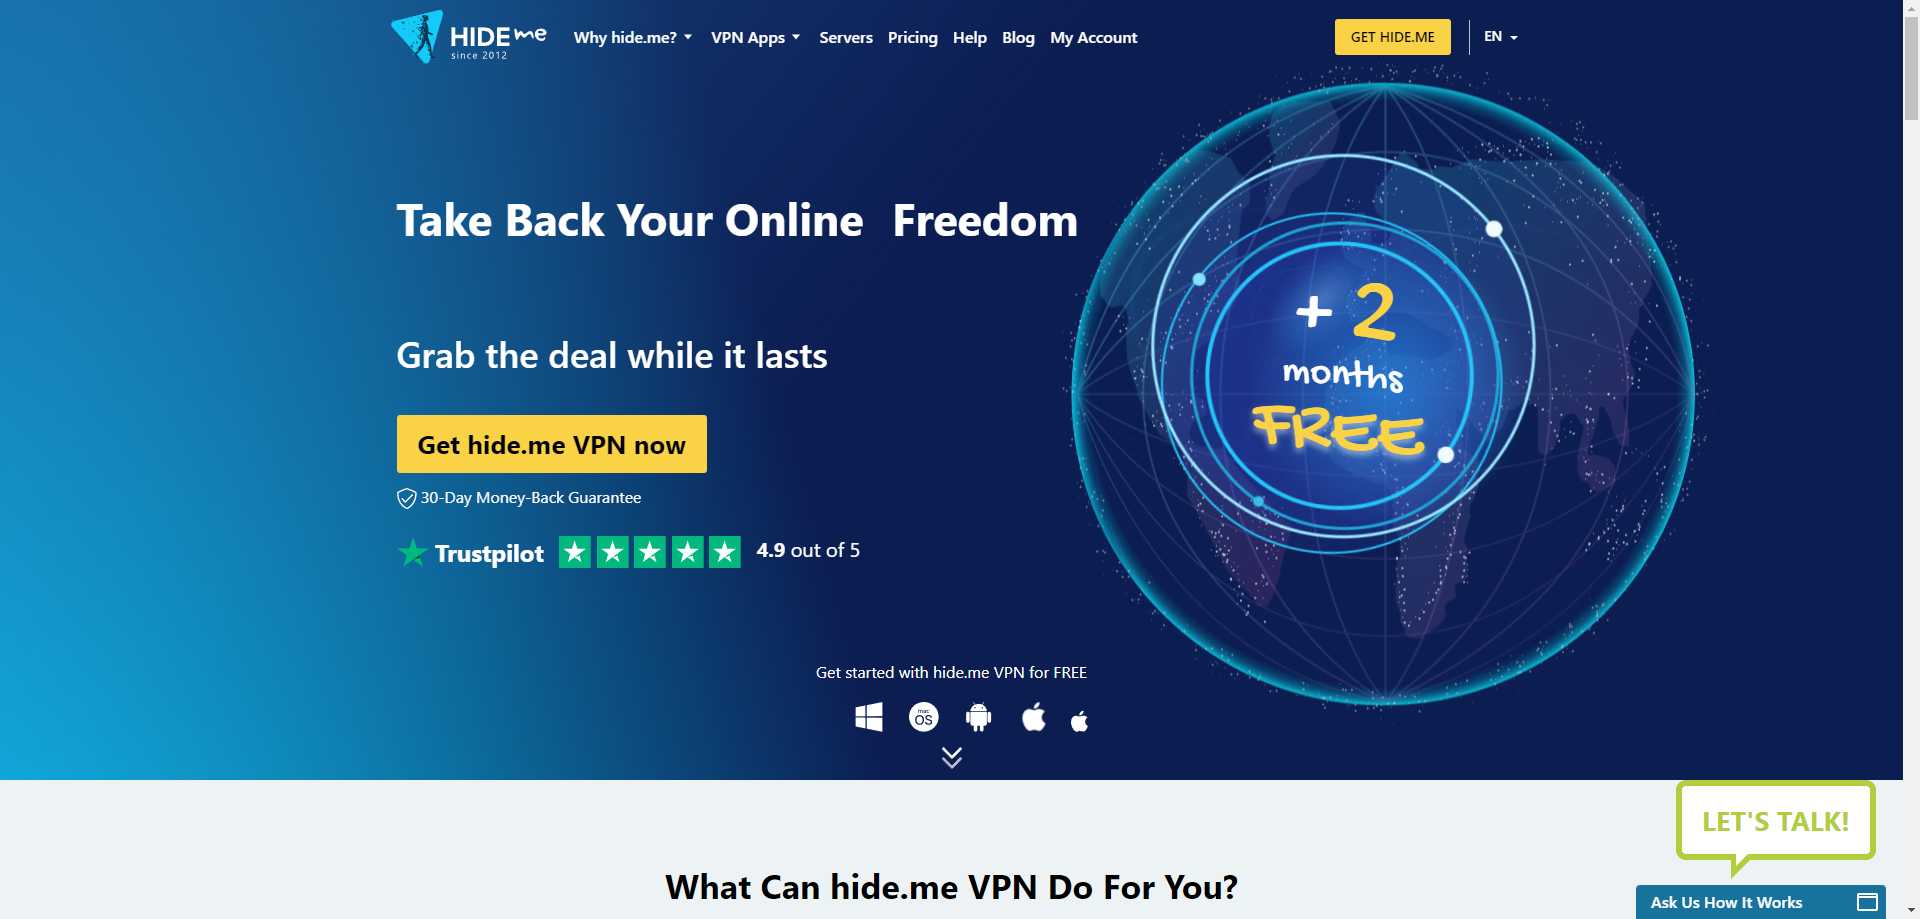 HIDE me
since 2012
Why hide.me?
VPN Apps
Servers
Pricing
Help
Blog
My Account
GET HIDE.ME
EN
Take Back Your Online Freedom
+ 2
months
FREE
Grab the deal while it lasts
Get hide.me VPN now
30-Day Money-Back Guarantee
Trustpilot
4.9 out of 5
Get started with hide.me VPN for FREE
mac
OS
LET'S TALK!
What Can hide.me VPN Do For You?
Ask Us How It Works